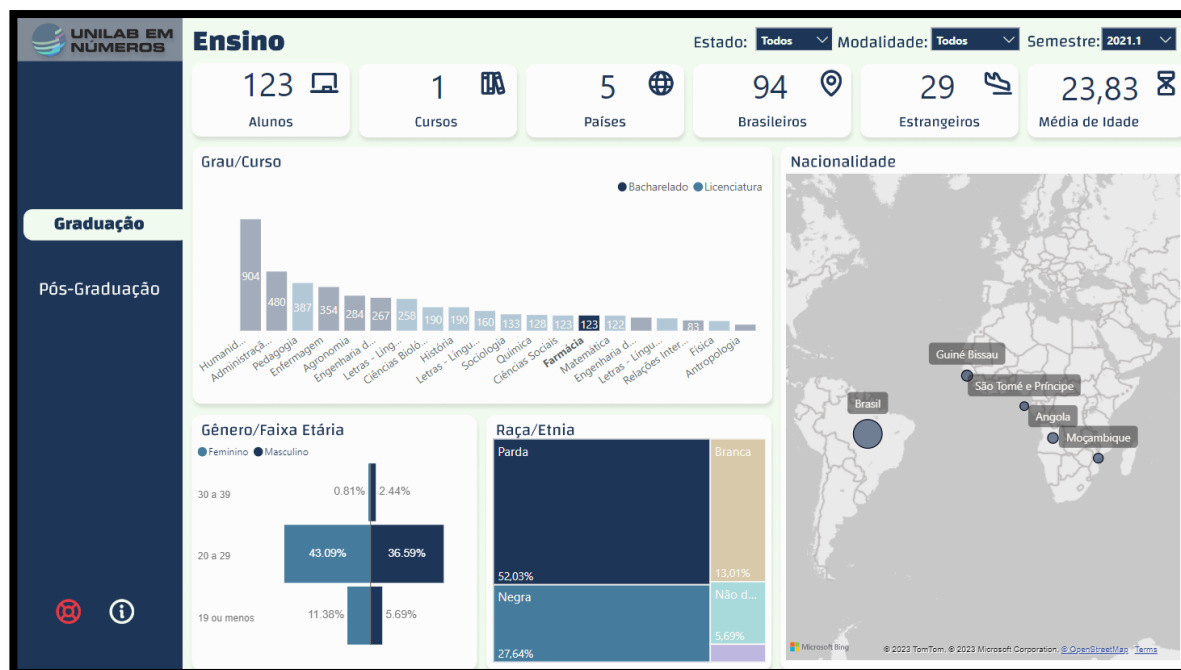 UNILAB EM
NÚMEROS
Ensino
Estado: Todos Modalidade: Todos Semestre: 2021.1
123
Alunos
1
Cursos
5
Países
94
Brasileiros
29
Estrangeiros
23,83
Média de Idade
Graduação
Pós-Graduação
Grau/Curso
Bacharelado Licenciatura
904 480 387 354 284 267 258 190 190 160 133 128 123 123 122 83
Humanid...
Administraçã...
Pedagogia
Enfermagem
Agronomia
Engenharia d...
Letras - Ling...
Ciências Bioló...
História
Letras - Língu...
Sociologia
Química
Ciências Sociais
Farmácia
Matemática
Engenharia d...
Letras - Língu...
Relações Inter...
Física
Antropologia
Gênero/Faixa Etária
Feminino Masculino
30 a 39 0.81% 2.44%
20 a 29 43.09% 36.59%
19 ou menos 11.38% 5.69%
Raça/Etnia
Parda
52,03%
Branca
13,01%
Negra
27,64%
Não d...
5,69%
Nacionalidade
Guiné Bissau
São Tomé e Príncipe
Brasil
Angola
Moçambique
Microsoft Bing
© 2023 TomTom, © 2023 Microsoft Corporation, © OpenStreetMap Terms